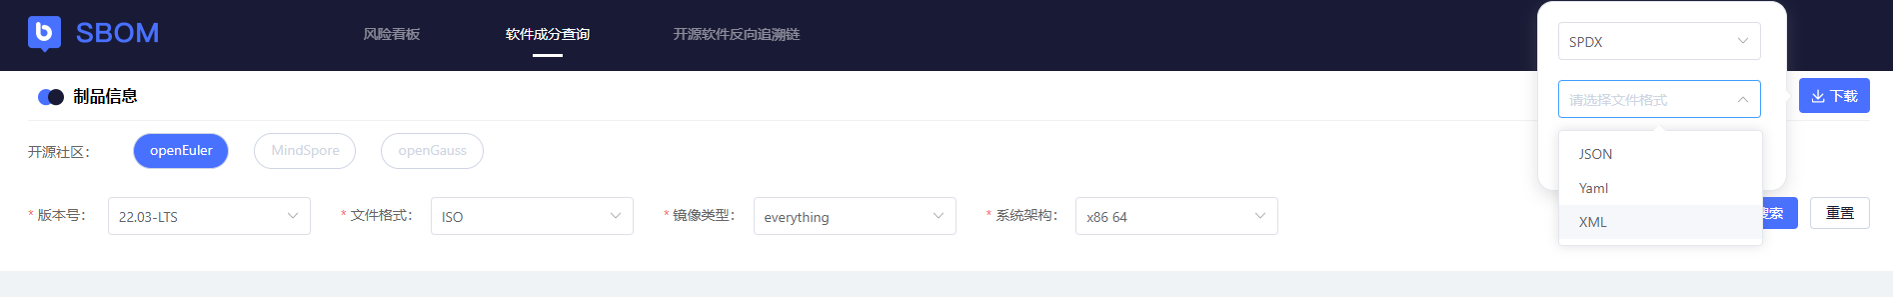 SBOM
风险看板
软件成分查询
开源软件反向追溯链
SPDX
制品信息
请选择文件格式
下载
开源社区：
openEuler
MindSpore
openGauss
JSON
Yaml
XML
* 版本号：
22.03-LTS
* 文件格式：
ISO
* 镜像类型：
everything
* 系统架构：
x86 64
索
重置